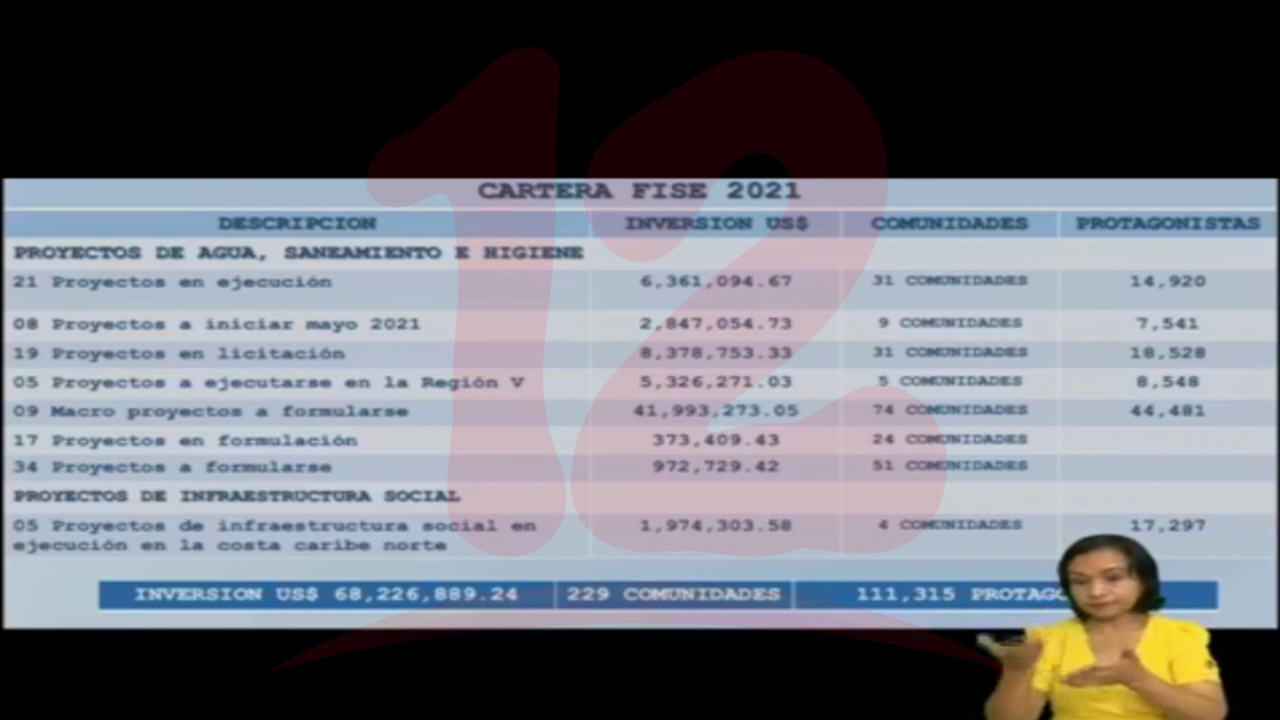 12
CARTERA FISE 2021
DESCRIPCION INVERSION US$ COMUNIDADES PROTAGONISTAS
PROYECTOS DE AGUA, SANEAMIENTO E HIGIENE
21 Proyectos en ejecución 6,361,094.67 31 COMUNIDADES 14,920
08 Proyectos a iniciar mayo 2021 2,847,054.73 9 COMUNIDADES 7,541
19 Proyectos en licitación 8,378,753.33 31 COMUNIDADES 18,528
05 Proyectos a ejecutarse en la Región V 5,326,271.03 5 COMUNIDADES 8,548
09 Macro proyectos a formularse 41,993,273.05 74 COMUNIDADES 44,481
17 Proyectos en formulación 373,409.43 24 COMUNIDADES
34 Proyectos a formularse 972,729.42 51 COMUNIDADES
PROYECTOS DE INFRAESTRUCTURA SOCIAL
05 Proyectos de infraestructura social en 1,974,303.58 4 COMUNIDADES 17,297
ejecución en la costa caribe norte
INVERSION US$ 68,226,889.24 229 COMUNIDADES 111,315 PROTAG